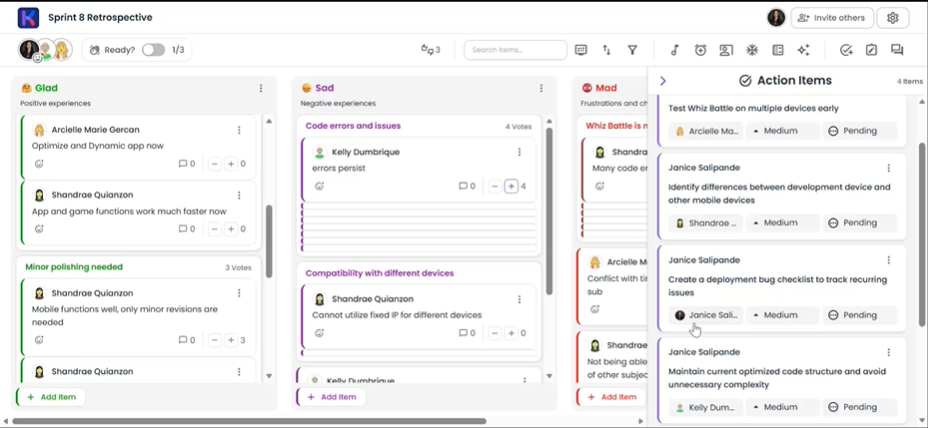 Sprint 8 Retrospective
Invite others
Ready?
1/3
3
Search items...
Glad
Positive experiences
Arcielle Marie Gercan
Optimize and Dynamic app now
0
0
Shandrae Quianzon
App and game functions work much faster now
0
0
Minor polishing needed
3 Votes
Shandrae Quianzon
Mobile functions well, only minor revisions are
needed
0
3
Shandrae Quianzon
Add Item
Sad
Negative experiences
Code errors and issues
4 Votes
Kelly Dumbrique
errors persist
0
4
Compatibility with different devices
Shandrae Quianzon
Cannot utilize fixed IP for different devices
0
0
Kelly Dumbrique
Add Item
Mad
Frustrations and ch
Whiz Battle is n
Shandra
Many code er
Arcielle M
Conflict with ti
sub
Shandrae
Not being able
of other subjec
Add Item
Action Items
4 Items
Test Whiz Battle on multiple devices early
Arcielle Ma...
Medium
Pending
Janice Salipande
Identify differences between development device and
other mobile devices
Shandrae ...
Medium
Pending
Janice Salipande
Create a deployment bug checklist to track recurring
issues
Janice Sali...
Medium
Pending
Janice Salipande
Maintain current optimized code structure and avoid
unnecessary complexity
Kelly Dum...
Medium
Pending